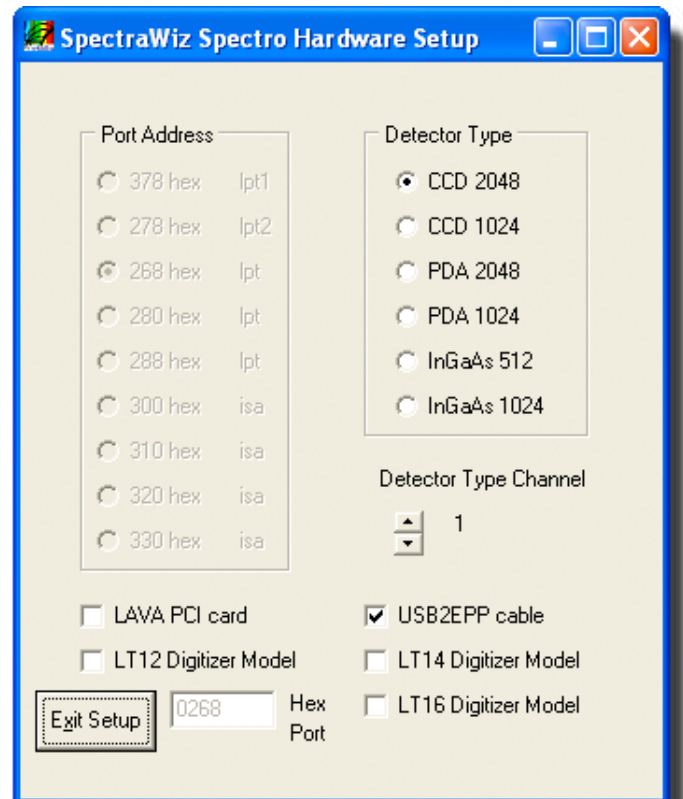 SpectraWiz Spectro Hardware Setup
Port Address
378 hex lpt1
278 hex lpt2
268 hex lpt
280 hex lpt
288 hex lpt
300 hex isa
310 hex isa
320 hex isa
330 hex isa
Detector Type
CCD 2048
CCD 1024
PDA 2048
PDA 1024
InGaAs 512
InGaAs 1024
Detector Type Channel
1
LAVA PCI card
USB2EPP cable
LT12 Digitizer Model
LT14 Digitizer Model
Exit Setup
0268
Hex
Port
LT16 Digitizer Model